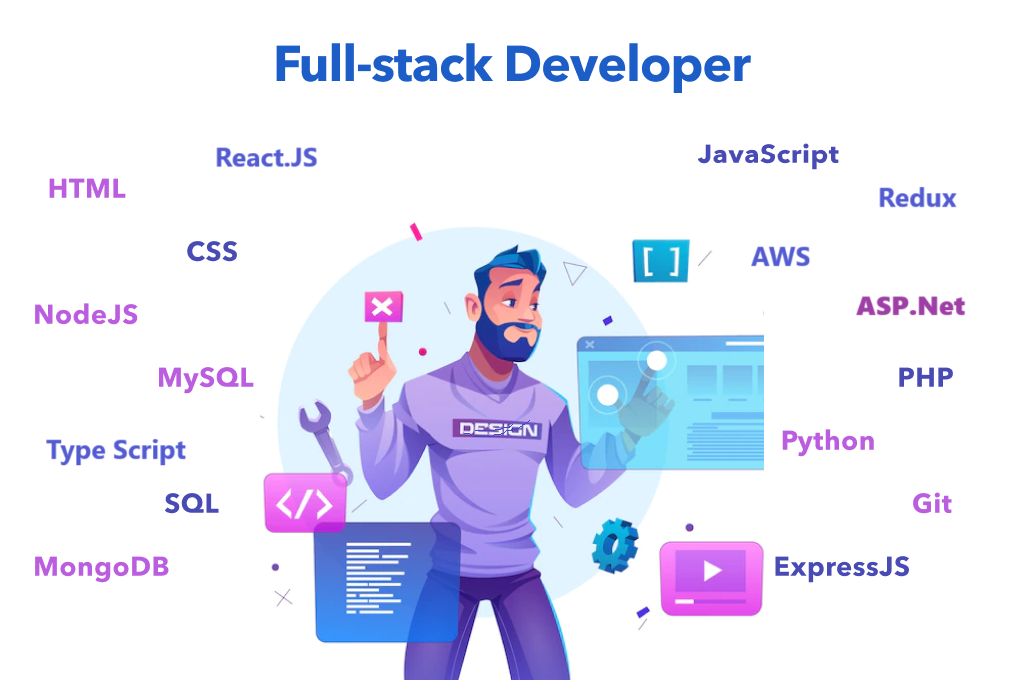 Full-stack Developer
React.JS
JavaScript
HTML
Redux
CSS
AWS
NodeJS
ASP.Net
MySQL
PHP
DESIGN
Python
Type Script
SQL
Git
MongoDB
ExpressJS
[ ]
</>